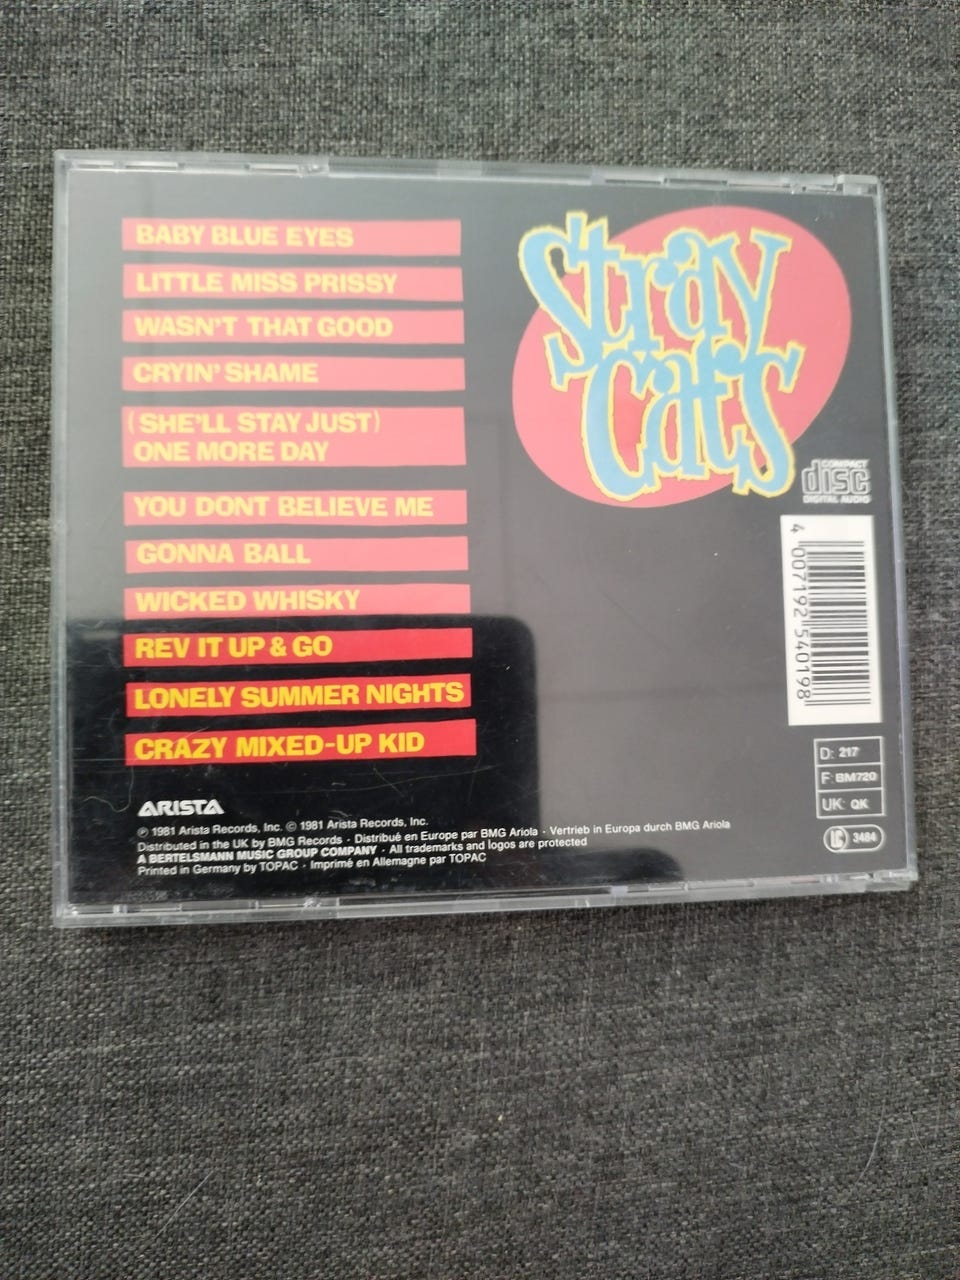 BABY BLUE EYES
LITTLE MISS PRISSY
WASN'T THAT GOOD
CRYIN' SHAME
(SHE'LL STAY JUST)
ONE MORE DAY
YOU DONT BELIEVE ME
GONNA BALL
WICKED WHISKY
REV IT UP & GO
LONELY SUMMER NIGHTS
CRAZY MIXED-UP KID
Stray
Cats
COMPACT
disc
DIGITAL AUDIO
4 007192 540198
D: 217
F: BM720
UK: QK
LC 3484
ARISTA
℗ 1981 Arista Records, Inc. © 1981 Arista Records, Inc.
Distributed in the UK by BMG Records · Distribué en Europe par BMG Ariola · Vertrieb in Europa durch BMG Ariola
A BERTELSMANN MUSIC GROUP COMPANY · All trademarks and logos are protected
Printed in Germany by TOPAC · Imprimé en Allemagne par TOPAC